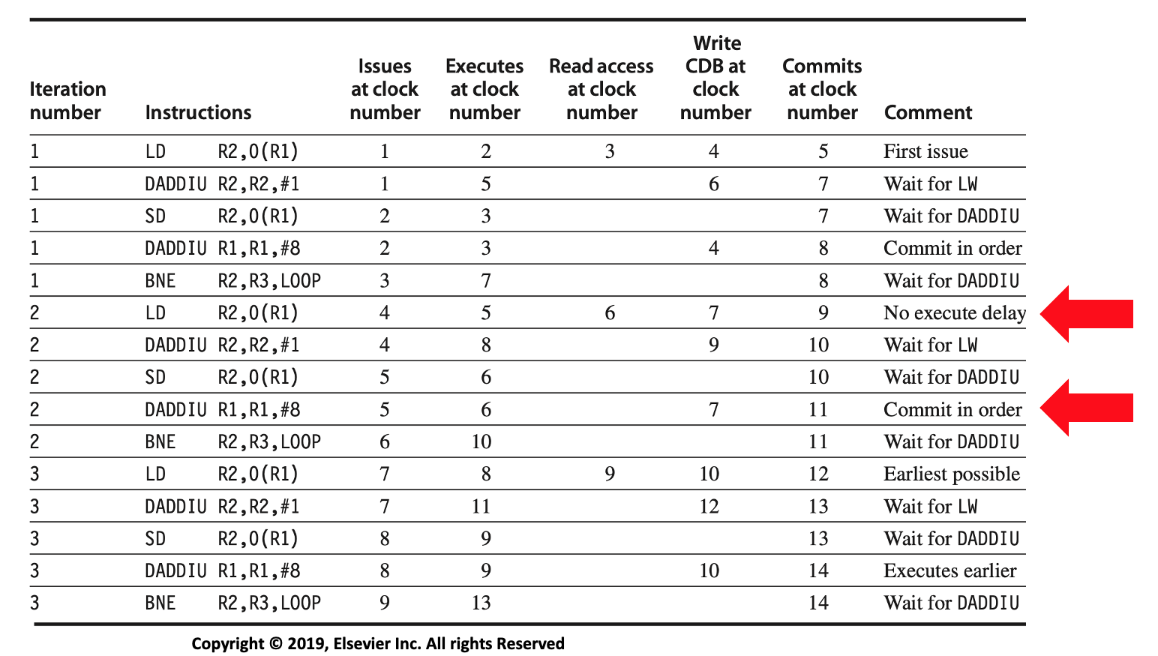 Iteration number Instructions Issues at clock number Executes at clock number Read access at clock number Write CDB at clock number Commits at clock number Comment
1 LD R2,0(R1) 1 2 3 4 5 First issue
1 DADDIU R2,R2,#1 1 5 6 7 Wait for LW
1 SD R2,0(R1) 2 3 7 Wait for DADDIU
1 DADDIU R1,R1,#8 2 3 4 8 Commit in order
1 BNE R2,R3,LOOP 3 7 8 Wait for DADDIU
2 LD R2,0(R1) 4 5 6 7 9 No execute delay
2 DADDIU R2,R2,#1 4 8 9 10 Wait for LW
2 SD R2,0(R1) 5 6 10 Wait for DADDIU
2 DADDIU R1,R1,#8 5 6 7 11 Commit in order
2 BNE R2,R3,LOOP 6 10 11 Wait for DADDIU
3 LD R2,0(R1) 7 8 9 10 12 Earliest possible
3 DADDIU R2,R2,#1 7 11 12 13 Wait for LW
3 SD R2,0(R1) 8 9 13 Wait for DADDIU
3 DADDIU R1,R1,#8 8 9 10 14 Executes earlier
3 BNE R2,R3,LOOP 9 13 14 Wait for DADDIU
Copyright © 2019, Elsevier Inc. All rights Reserved